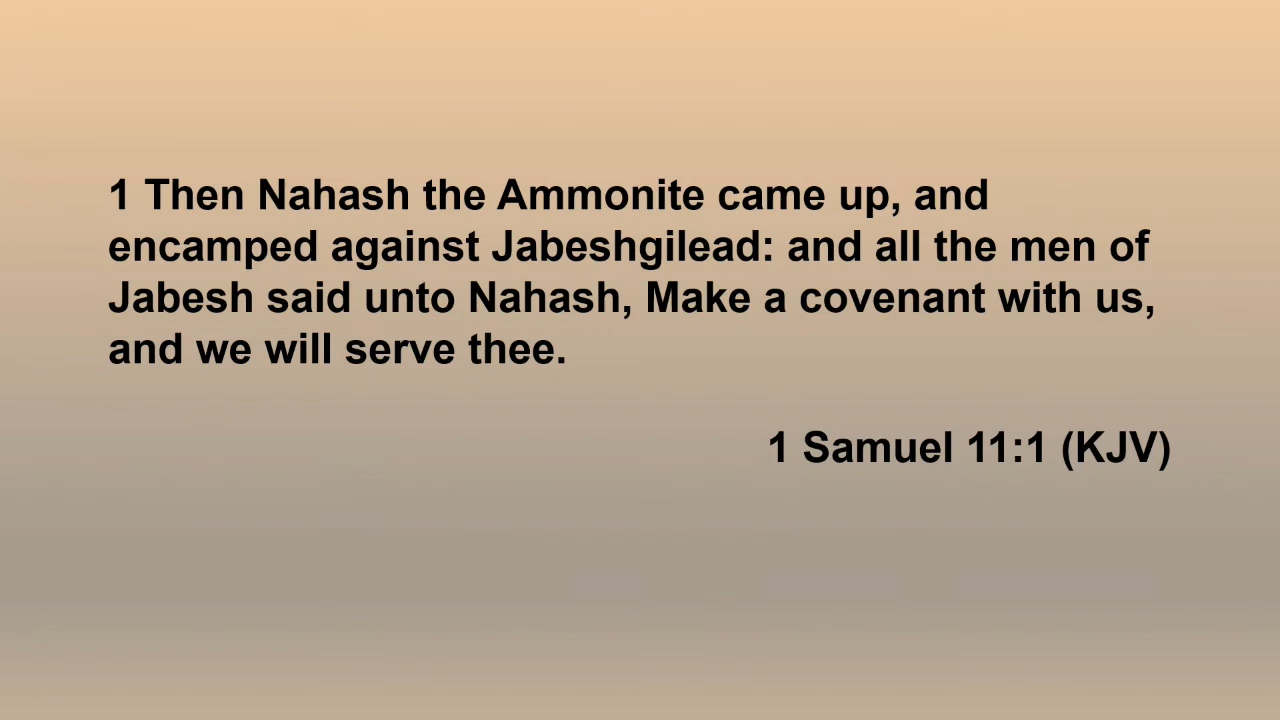 1 Then Nahash the Ammonite came up, and
encamped against Jabeshgilead: and all the men of
Jabesh said unto Nahash, Make a covenant with us,
and we will serve thee.
1 Samuel 11:1 (KJV)